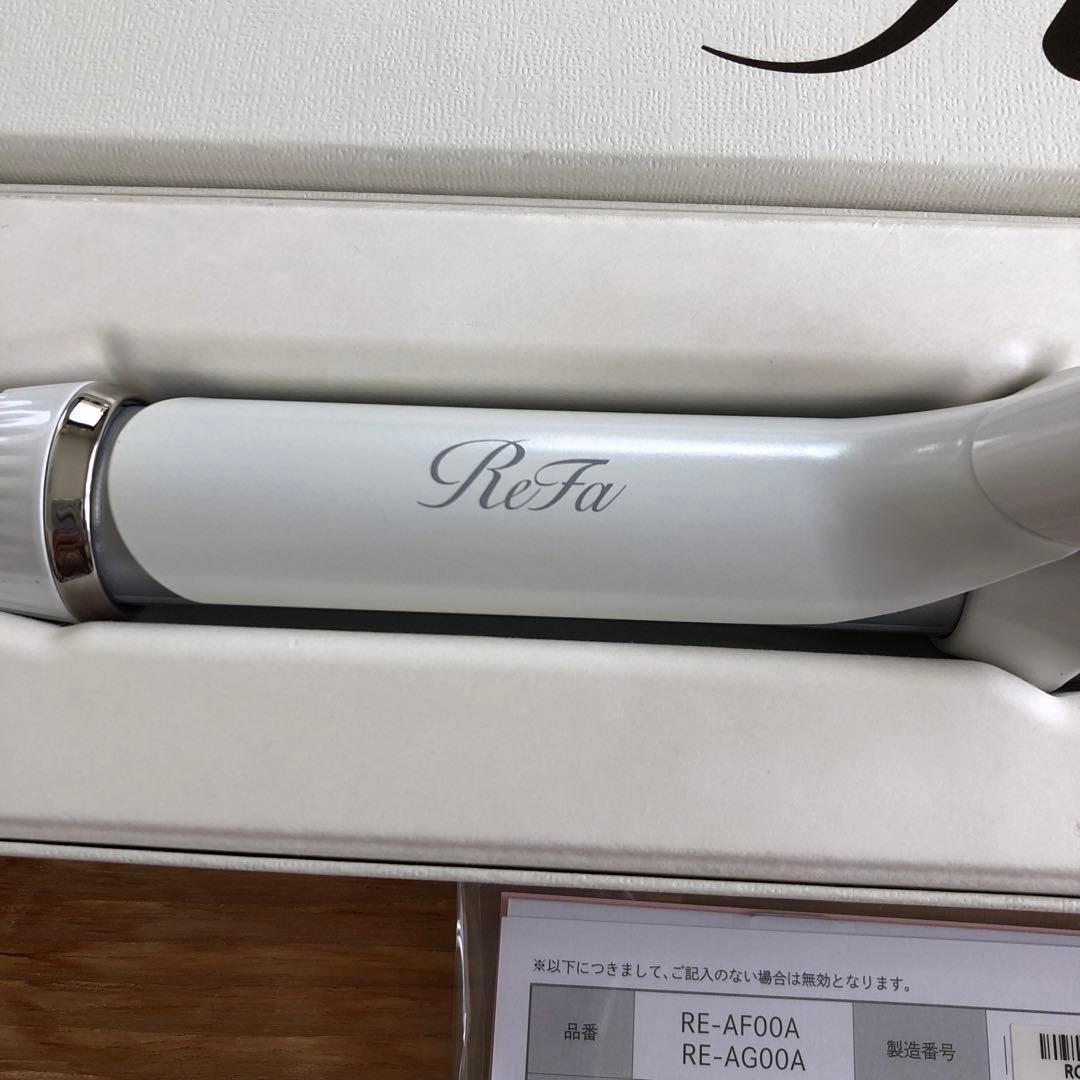 ReFa
※以下につきまして、ご記入のない場合は無効となります。
品番
RE-AF00A
RE-AG00A
製造番号